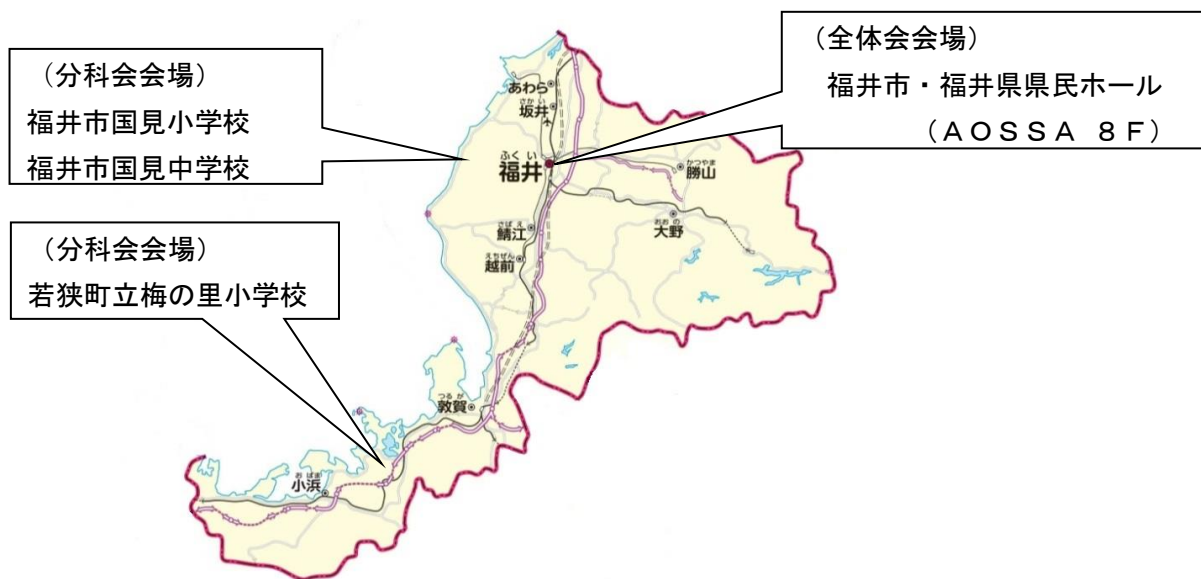 （分科会会場）
福井市国見小学校
福井市国見中学校
（全体会会場）
福井市・福井県県民ホール
（ＡＯＳＳＡ ８Ｆ）
（分科会会場）
若狭町立梅の里小学校
あわら
さかい
坂井
ふくい
福井
かつやま
勝山
おおの
大野
さばえ
鯖江
えちぜん
越前
つるが
敦賀
おばま
小浜